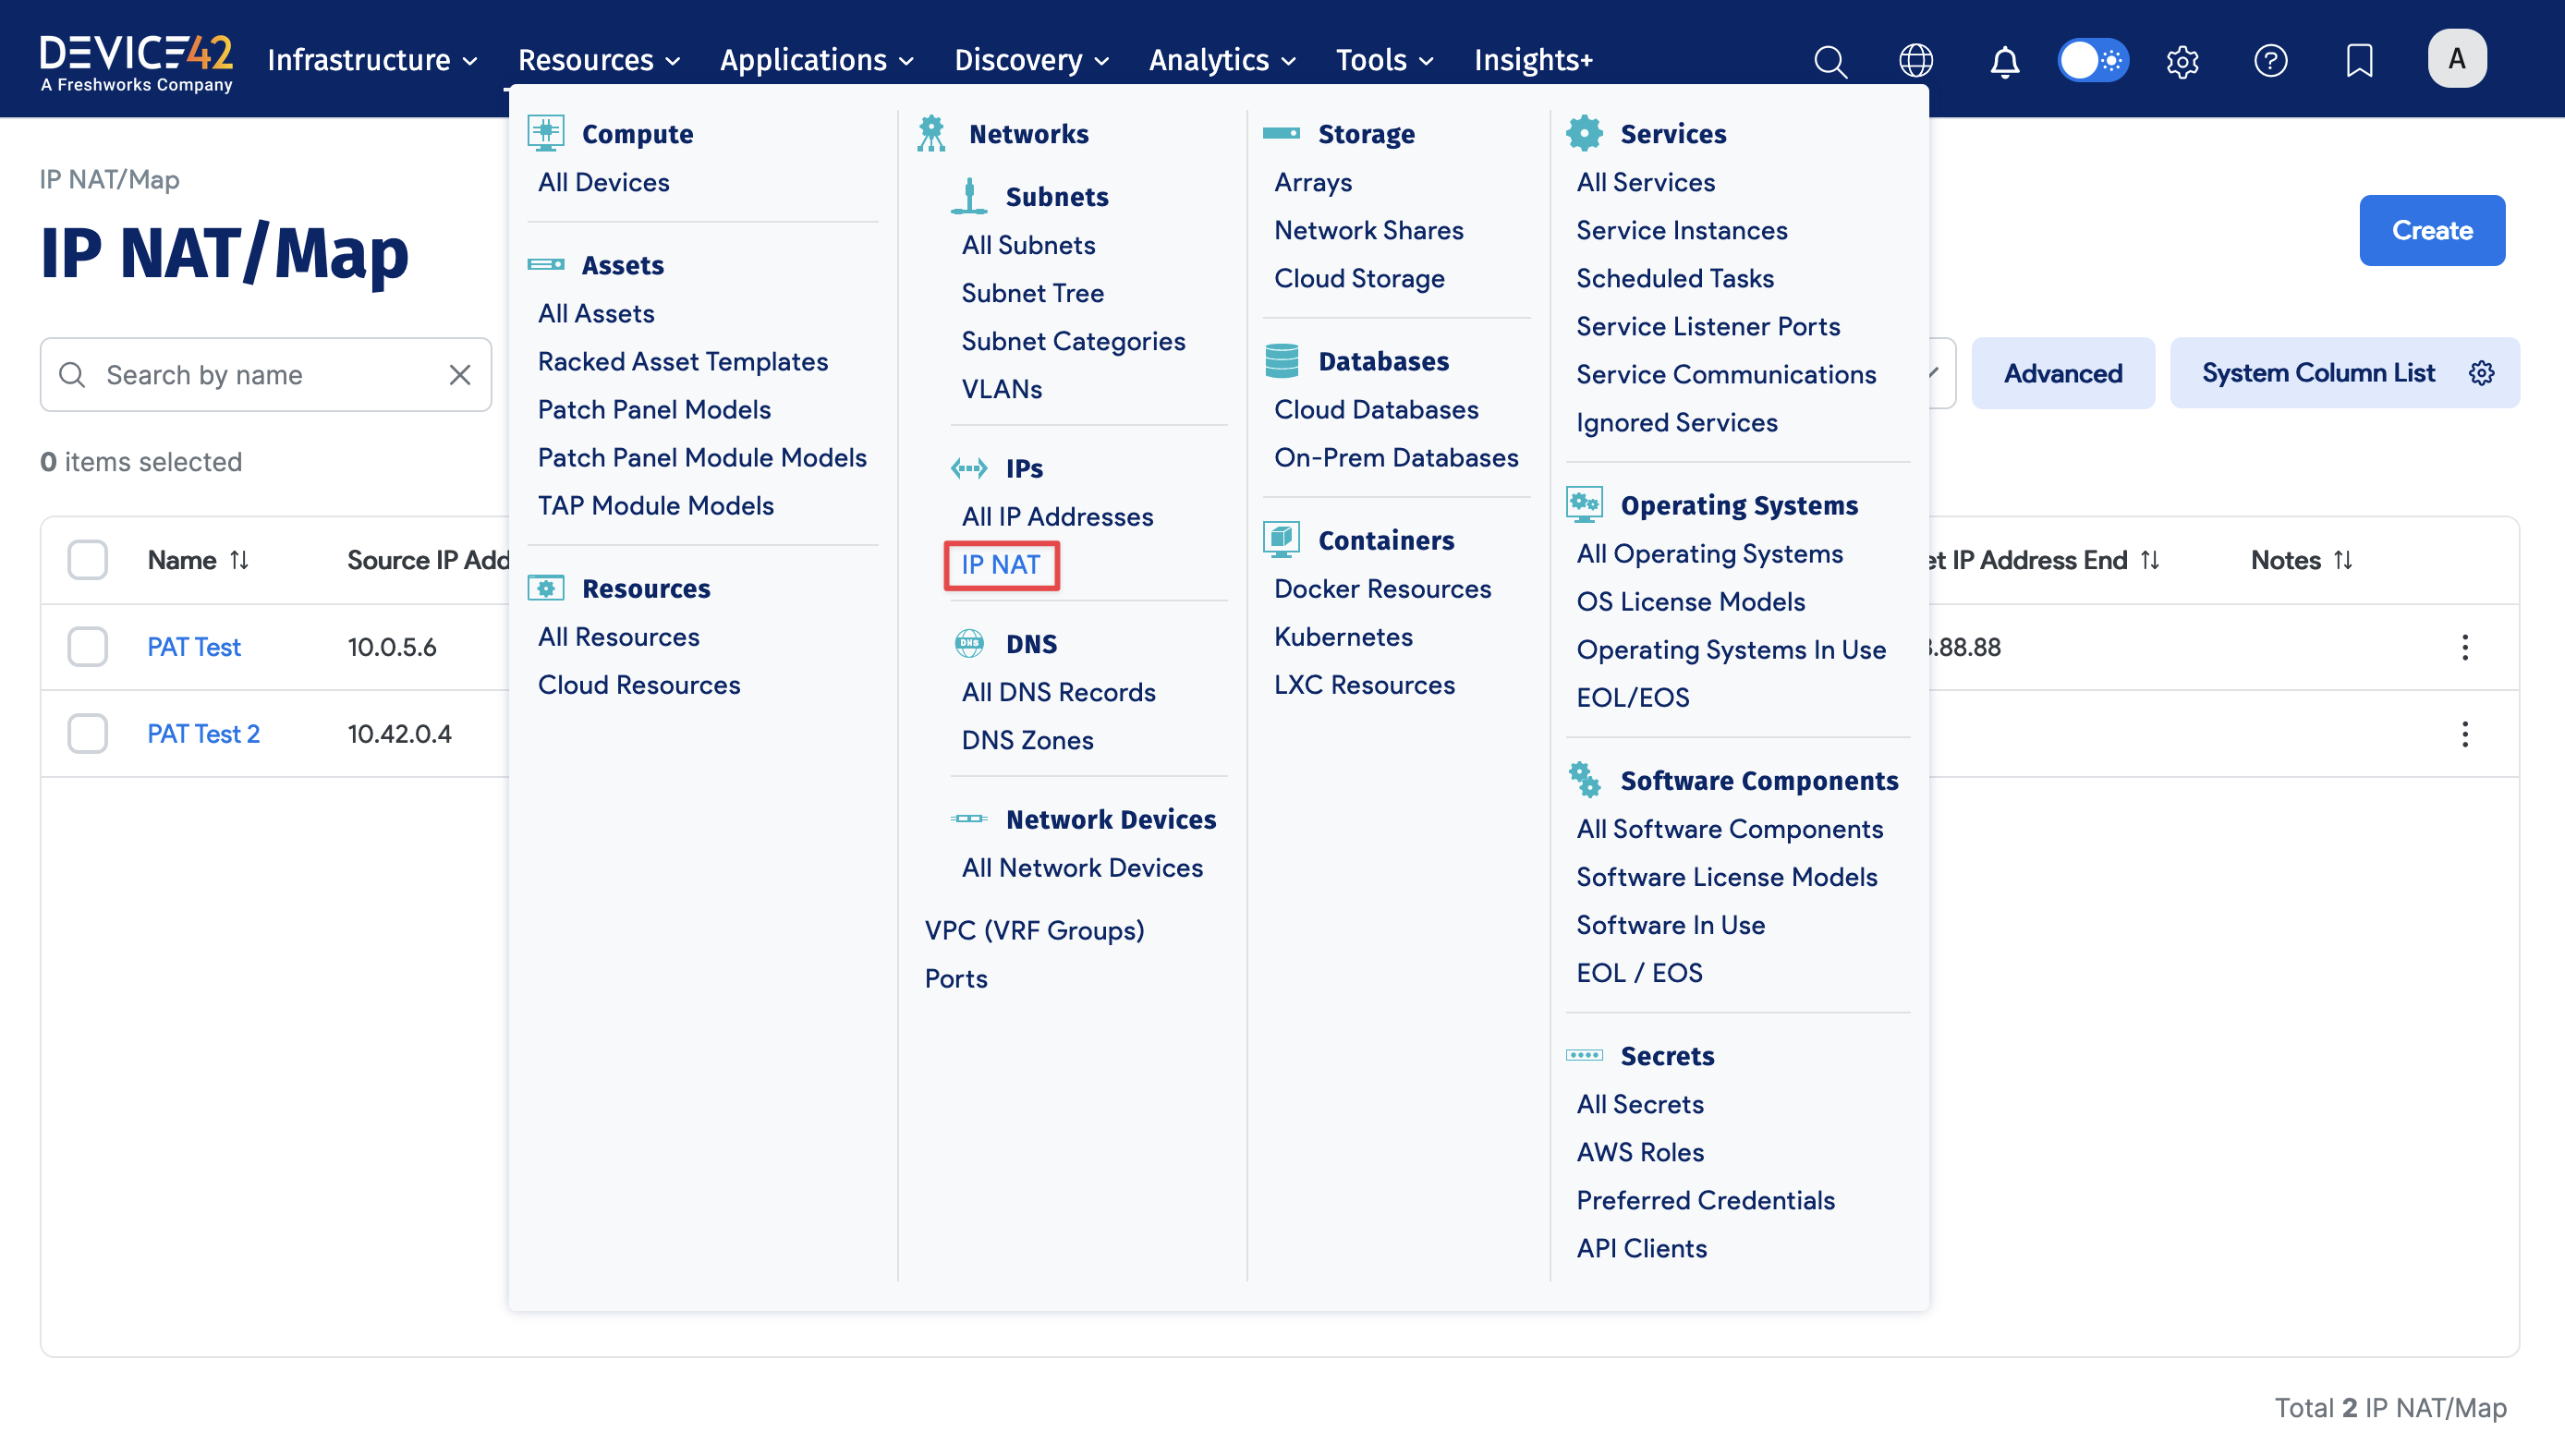 DEVICE42
A Freshworks Company
Infrastructure
Resources
Applications
Discovery
Analytics
Tools
Insights+
A
IP NAT/Map
IP NAT/Map
Create
Search by name
Advanced
System Column List
0 items selected
Name
Source IP Add
et IP Address End
Notes
PAT Test
10.0.5.6
.88.88
PAT Test 2
10.42.0.4
Compute
All Devices
Assets
All Assets
Racked Asset Templates
Patch Panel Models
Patch Panel Module Models
TAP Module Models
Resources
All Resources
Cloud Resources
Networks
Subnets
All Subnets
Subnet Tree
Subnet Categories
VLANs
IPs
All IP Addresses
IP NAT
DNS
DNS
All DNS Records
DNS Zones
Network Devices
All Network Devices
VPC (VRF Groups)
Ports
Storage
Arrays
Network Shares
Cloud Storage
Databases
Cloud Databases
On-Prem Databases
Containers
Docker Resources
Kubernetes
LXC Resources
Services
All Services
Service Instances
Scheduled Tasks
Service Listener Ports
Service Communications
Ignored Services
Operating Systems
All Operating Systems
OS License Models
Operating Systems In Use
EOL/EOS
Software Components
All Software Components
Software License Models
Software In Use
EOL / EOS
Secrets
All Secrets
AWS Roles
Preferred Credentials
API Clients
Total 2 IP NAT/Map